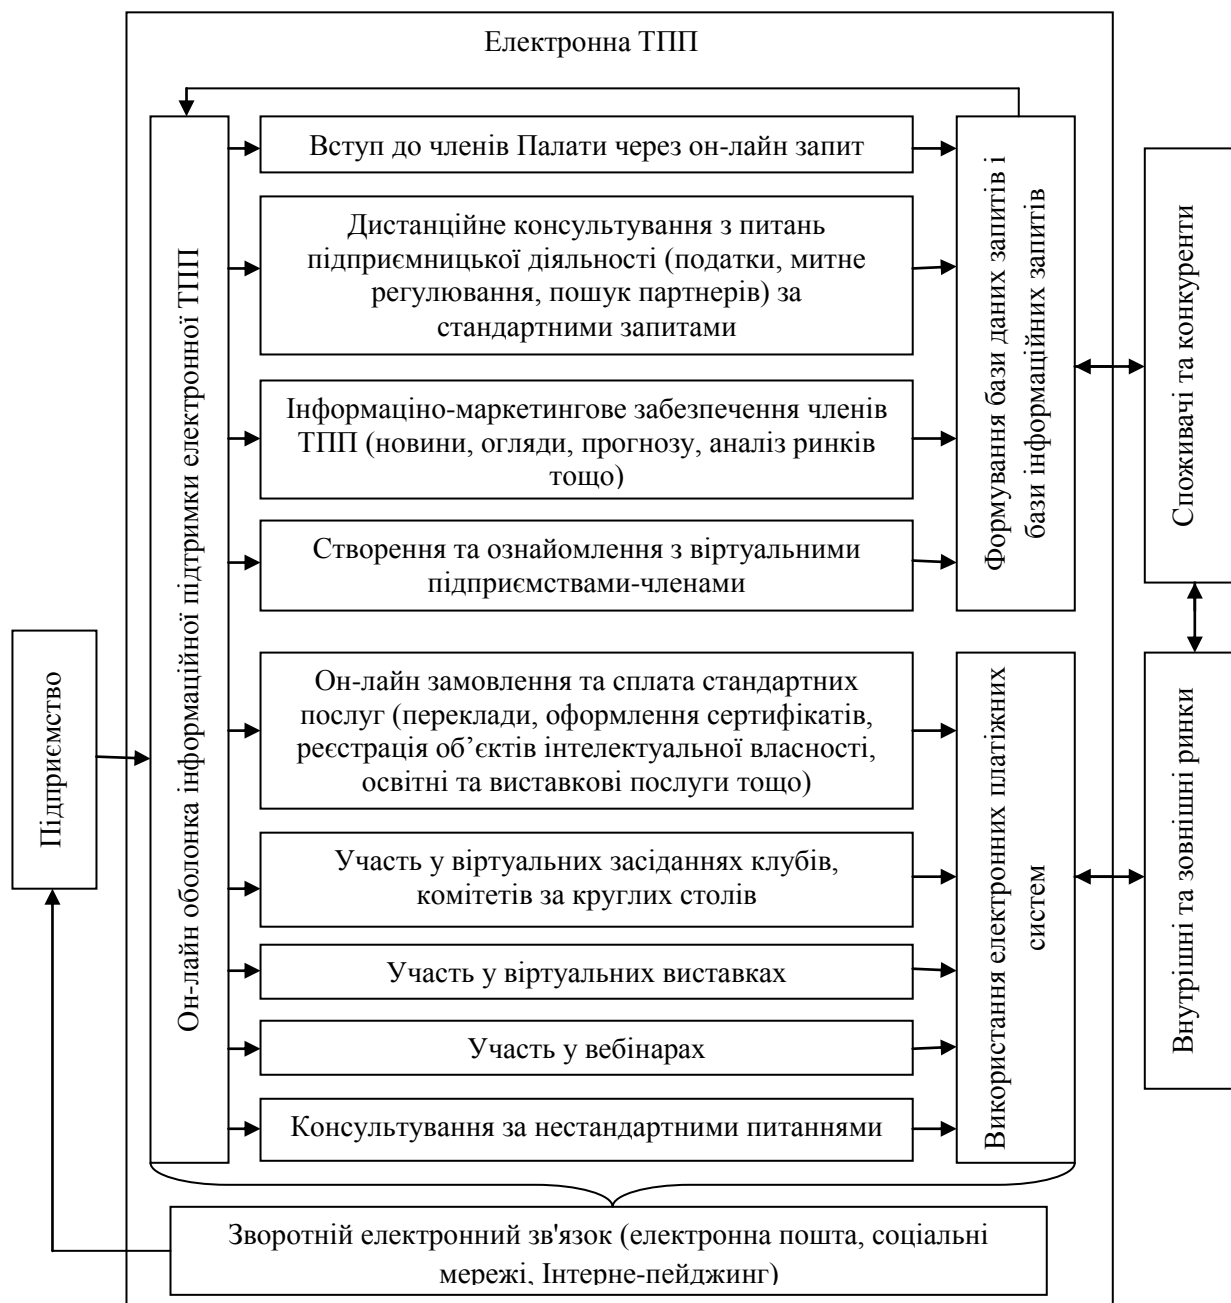 Електронна ТПП
Підприємство
Он-лайн оболонка інформаційної підтримки електронної ТПП
Вступ до членів Палати через он-лайн запит
Дистанційне консультування з питань
підприємницької діяльності (податки, митне
регулювання, пошук партнерів) за
стандартними запитами
Інформаціно-маркетингове забезпечення членів
ТПП (новини, огляди, прогнозу, аналіз ринків
тощо)
Створення та ознайомлення з віртуальними
підприємствами-членами
Он-лайн замовлення та сплата стандартних
послуг (переклади, оформлення сертифікатів,
реєстрація об’єктів інтелектуальної власності,
освітні та виставкові послуги тощо)
Участь у віртуальних засіданнях клубів,
комітетів за круглих столів
Участь у віртуальних виставках
Участь у вебінарах
Консультування за нестандартними питаннями
Формування бази даних запитів і
бази інформаційних запитів
Використання електронних платіжних
систем
Споживачі та конкуренти
Внутрішні та зовнішні ринки
Зворотній електронний зв'язок (електронна пошта, соціальні
мережі, Інтерне-пейджинг)